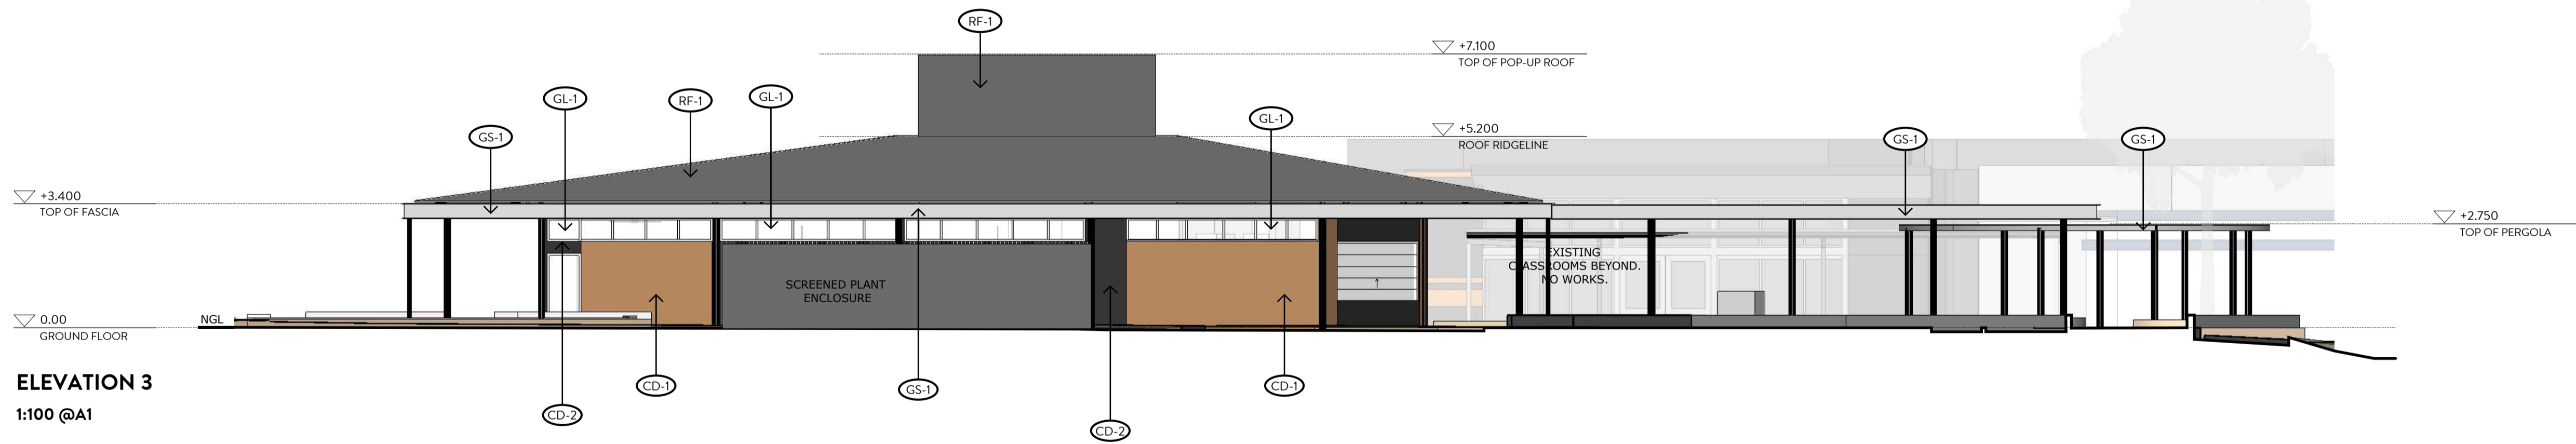 RF-1
+7.100
TOP OF POP-UP ROOF
GL-1
RF-1
GL-1
GL-1
GS-1
+5.200
ROOF RIDGELINE
GS-1
GS-1
+3.400
TOP OF FASCIA
+2.750
TOP OF PERGOLA
EXISTING
CLASSROOMS BEYOND.
NO WORKS.
SCREENED PLANT
ENCLOSURE
0.00
NGL
GROUND FLOOR
ELEVATION 3
1:100 @A1
CD-1
GS-1
CD-1
CD-2
CD-2